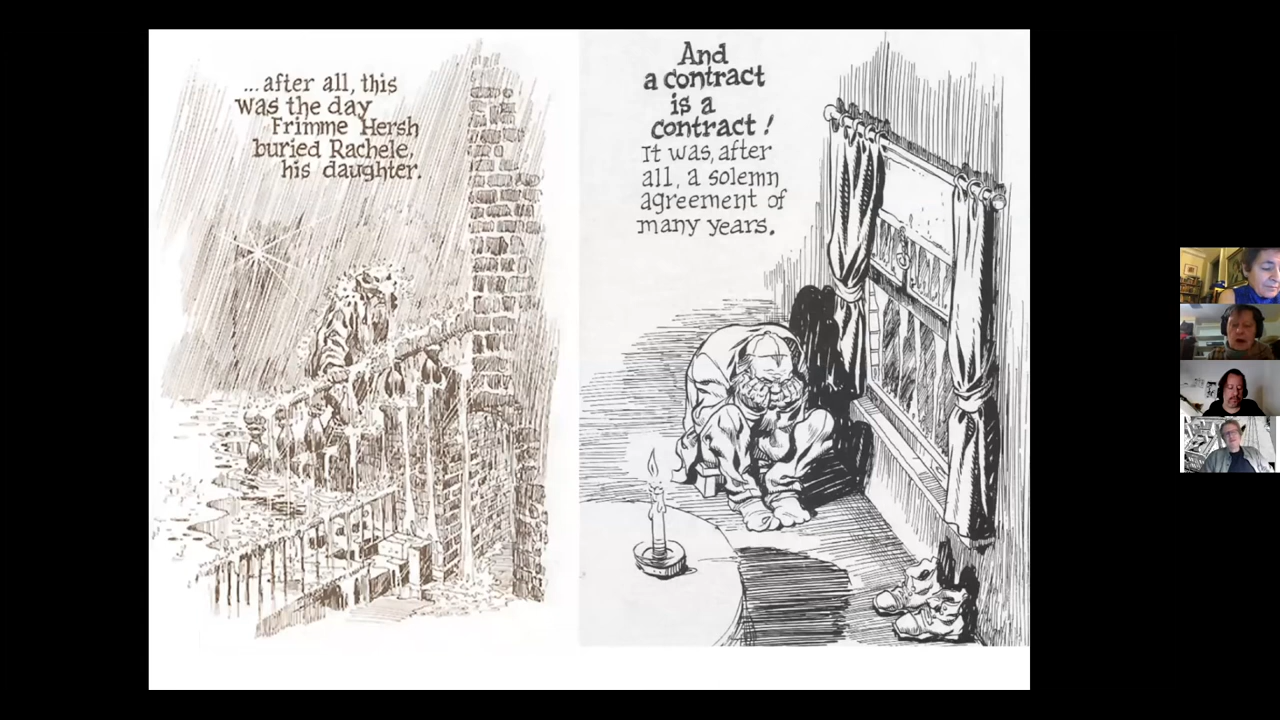 ... after all, this
was the day
Frimme Hersh
buried Rachele,
his daughter.
And
a contract
is a
contract!
It was, after
all, a solemn
agreement of
many years.